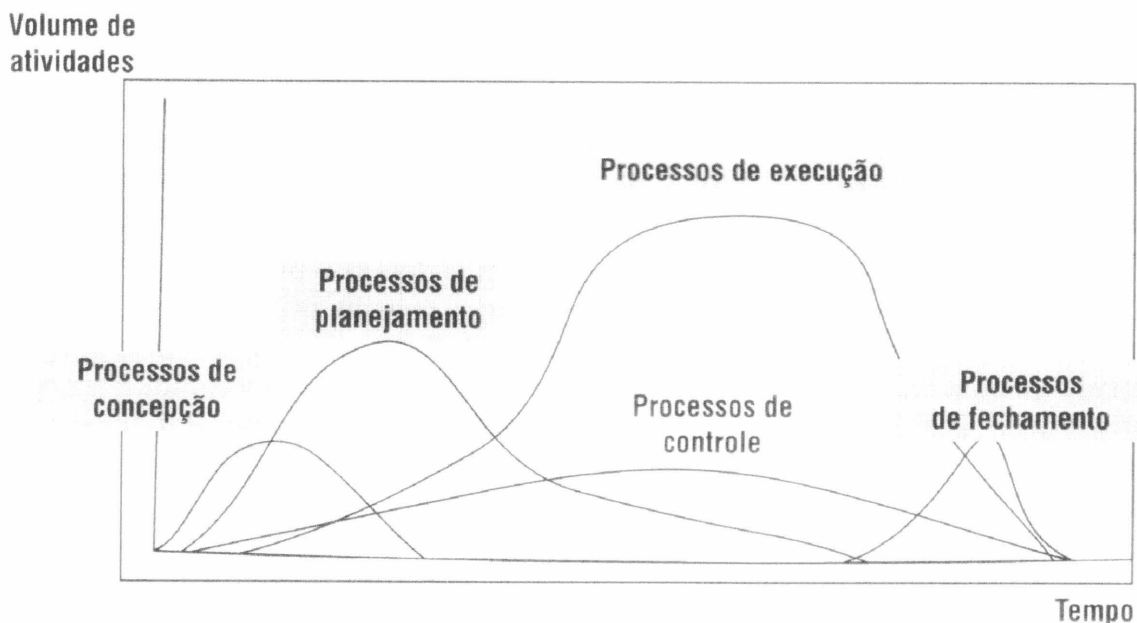 Volume de
atividades
Processos de execução
Processos de
planejamento
Processos de
concepção
Processos de
controle
Processos
de fechamento
Tempo